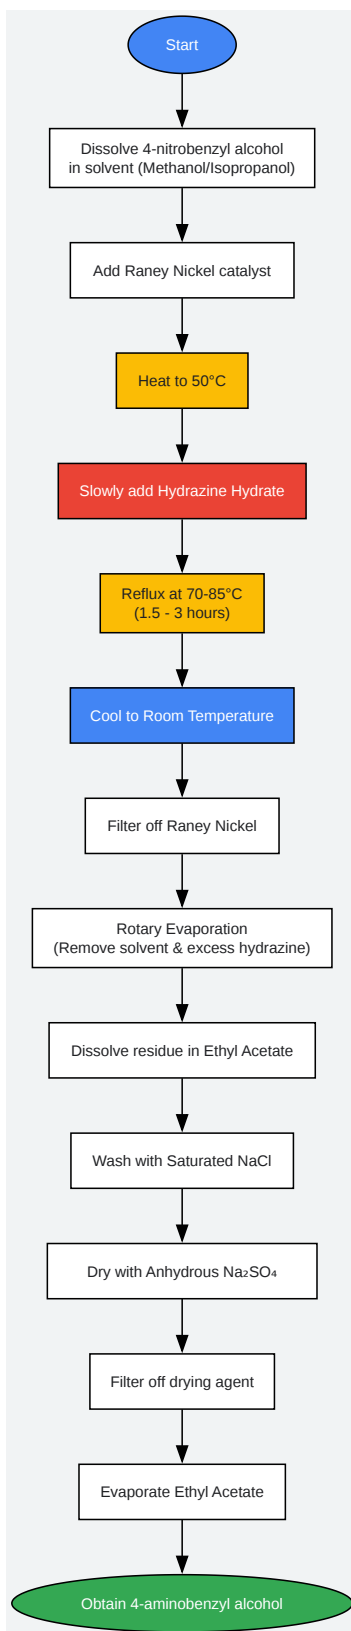 Start
Dissolve 4-nitrobenzyl alcohol
in solvent (Methanol/Isopropanol)
Add Raney Nickel catalyst
Heat to 50°C
Slowly add Hydrazine Hydrate
Reflux at 70-85°C
(1.5 - 3 hours)
Cool to Room Temperature
Filter off Raney Nickel
Rotary Evaporation
(Remove solvent & excess hydrazine)
Dissolve residue in Ethyl Acetate
Wash with Saturated NaCl
Dry with Anhydrous Na₂SO₄
Filter off drying agent
Evaporate Ethyl Acetate
Obtain 4-aminobenzyl alcohol